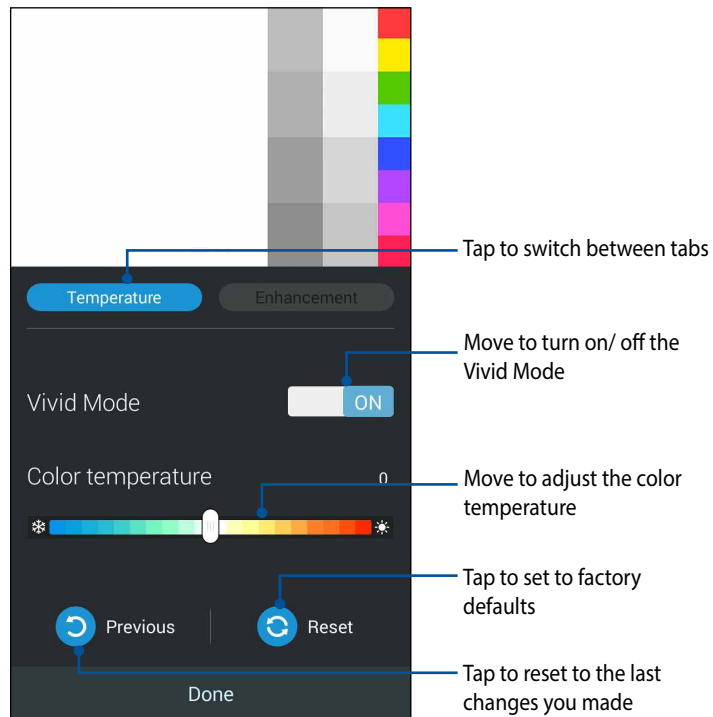 Tap to switch between tabs
Temperature
Enhancement
Move to turn on/ off the
Vivid Mode
Vivid Mode
ON
Color temperature
0
Move to adjust the color
temperature
Tap to set to factory
defaults
Previous
Reset
Tap to reset to the last
changes you made
Done